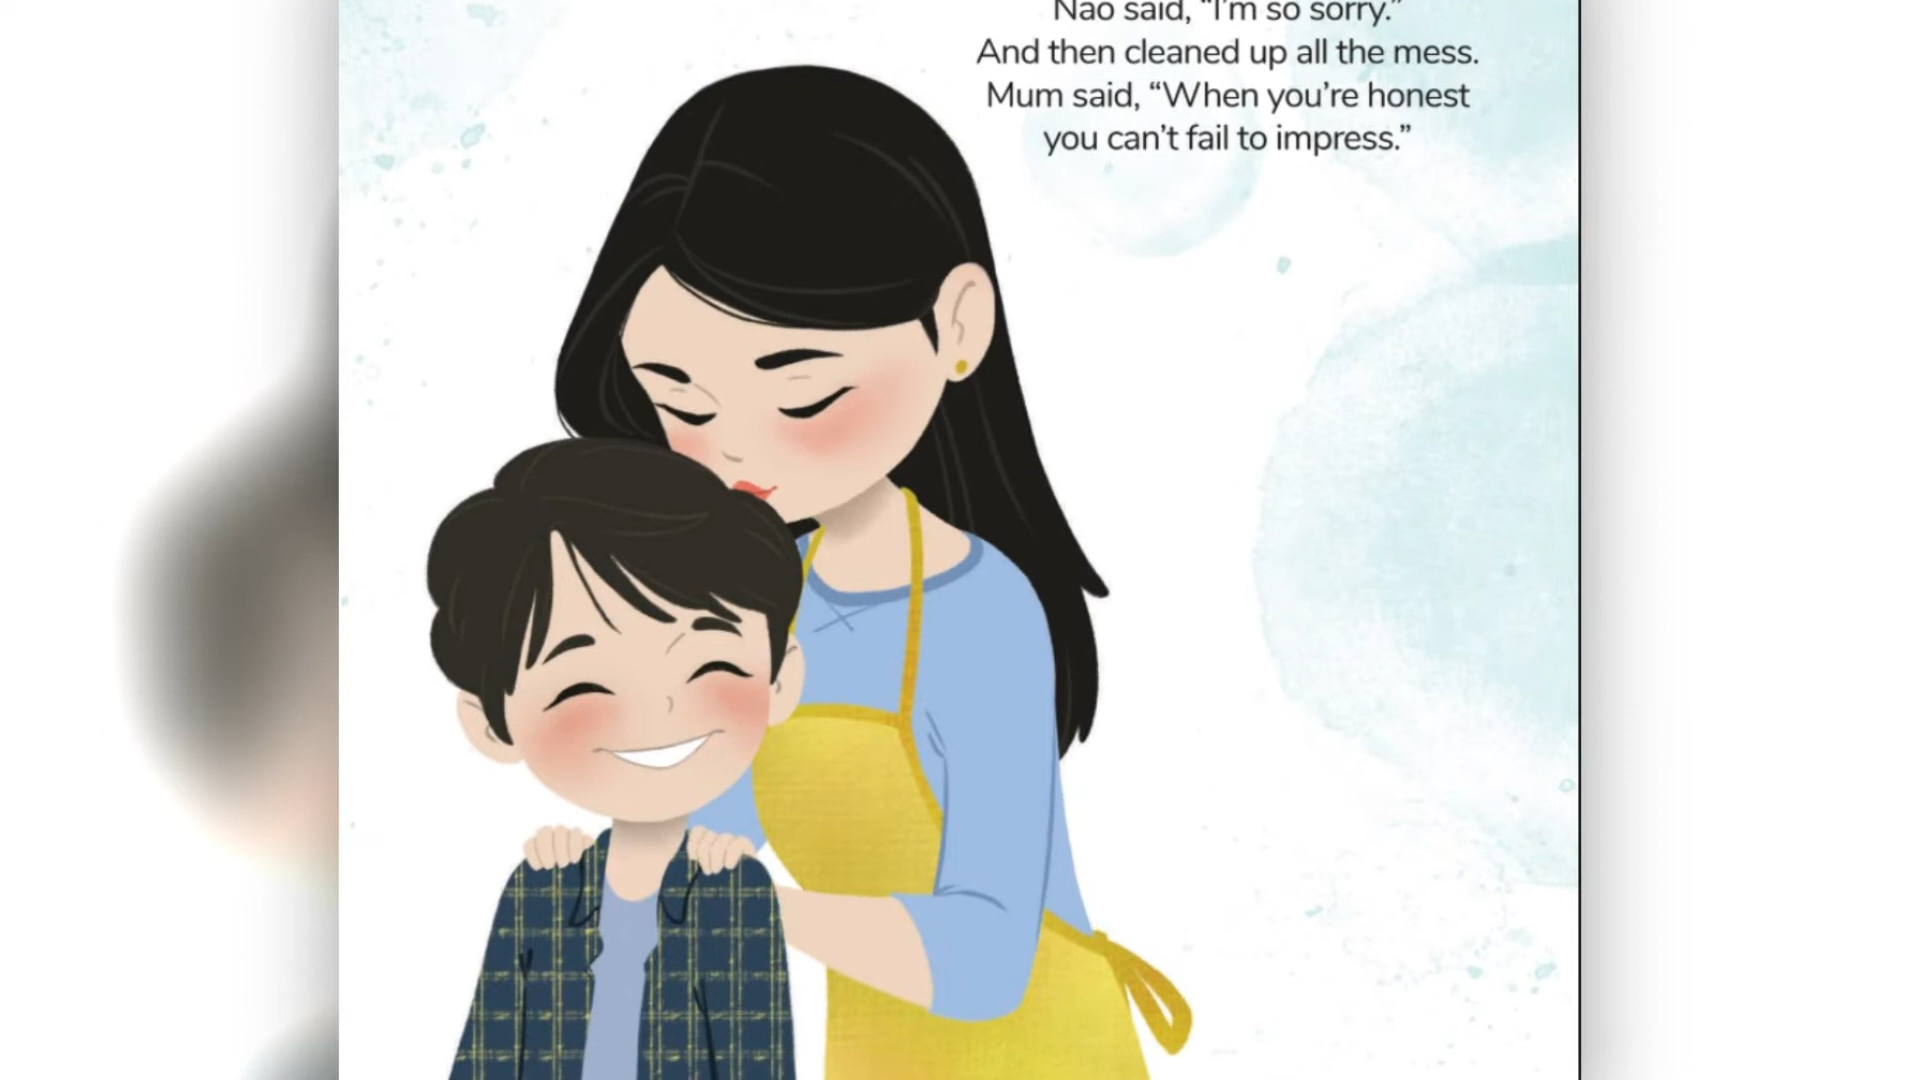 Nao said, “I’m so sorry.”
And then cleaned up all the mess.
Mum said, “When you’re honest
you can’t fail to impress.”